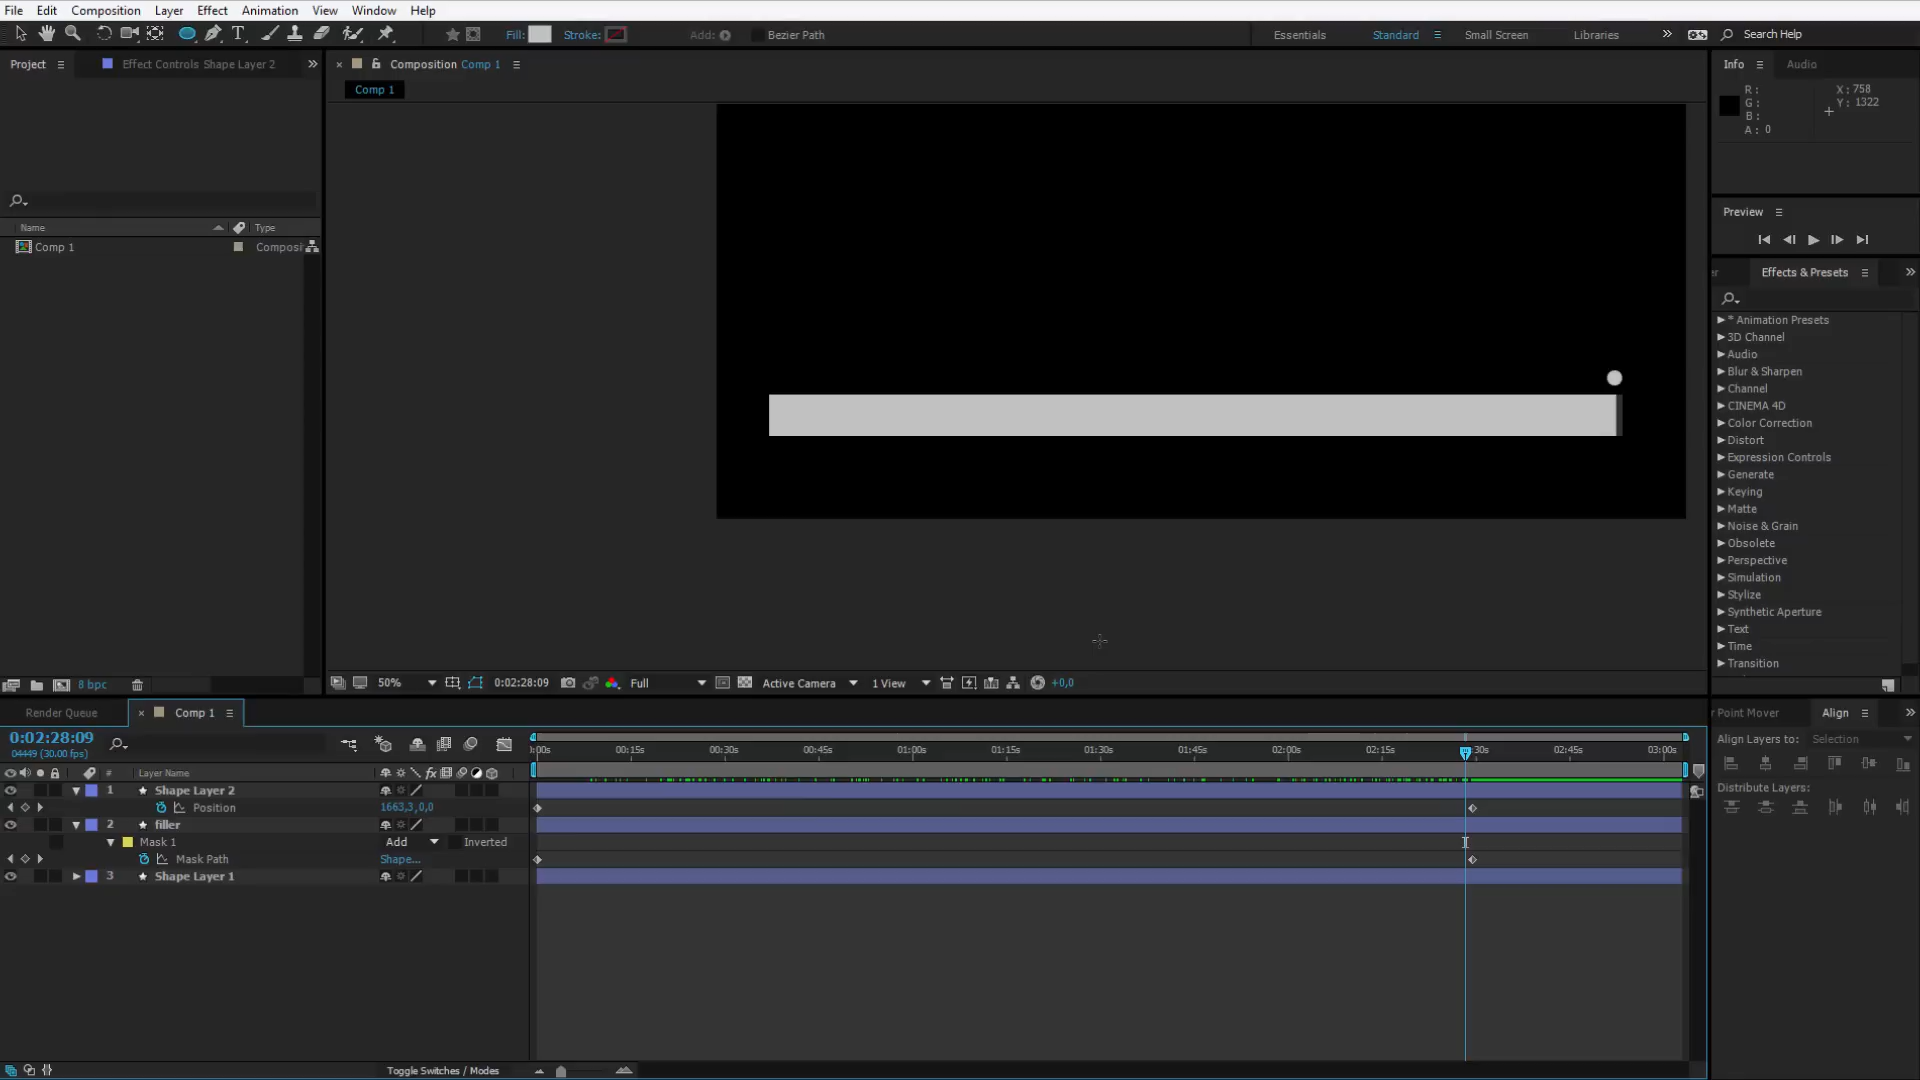 File Edit Composition Layer Effect Animation View Window Help
Fill: Stroke: Add: Bezier Path Essentials Standard Small Screen Libraries Search Help
Project Effect Controls Shape Layer 2 Composition Comp 1 Info Audio
Comp 1
R: X: 758
G: Y: 1322
B:
A: 0
Preview
Name Type
Comp 1 Composi
Effects & Presets
* Animation Presets
3D Channel
Audio
Blur & Sharpen
Channel
CINEMA 4D
Color Correction
Distort
Expression Controls
Generate
Keying
Matte
Noise & Grain
Obsolete
Perspective
Simulation
Stylize
Synthetic Aperture
Text
Time
Transition
8 bpc 50% 0:02:28:09 Full Active Camera 1 View +0,0
Render Queue Comp 1 Point Mover Align
0:02:28:09
04449 (30.00 fps)
:00s 00:15s 00:30s 00:45s 01:00s 01:15s 01:30s 01:45s 02:00s 02:15s :30s 02:45s 03:00s
Align Layers to: Selection
# Layer Name
1 Shape Layer 2
Position 1663,3,0,0
Distribute Layers:
2 filler
Mask 1 Add Inverted
Mask Path Shape...
3 Shape Layer 1
Toggle Switches / Modes